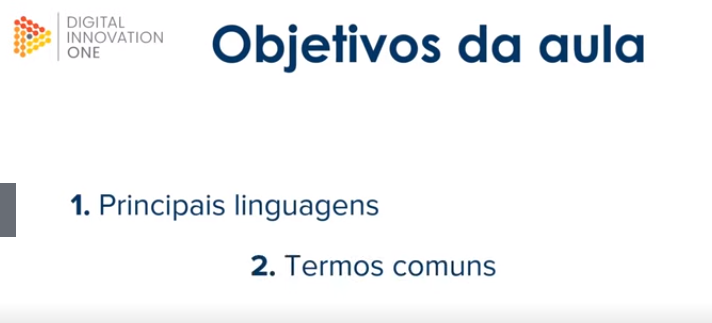 DIGITAL
INNOVATION
ONE
Objetivos da aula
1. Principais linguagens
2. Termos comuns